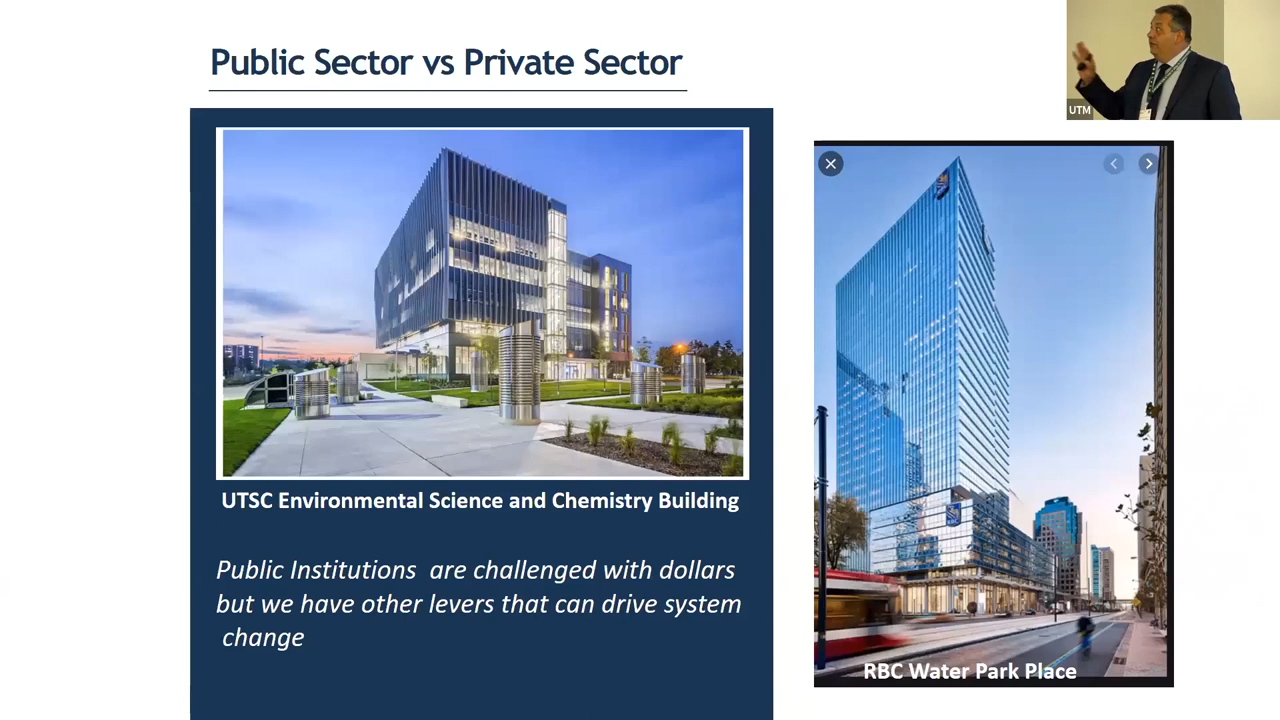 Public Sector vs Private Sector
UTM
UTSC Environmental Science and Chemistry Building
Public Institutions are challenged with dollars
but we have other levers that can drive system
change
RBC
RBC Water Park Place